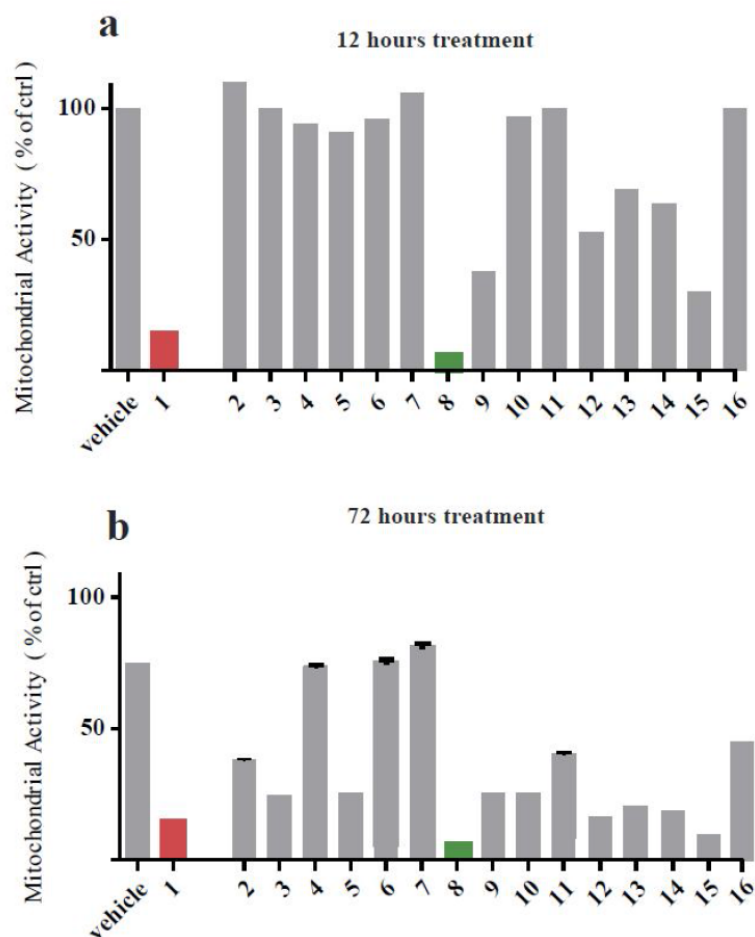 a
12 hours treatment
Mitochondrial Activity ( % of ctrl )
100
50
vehicle 1 2 3 4 5 6 7 8 9 10 11 12 13 14 15 16
b
72 hours treatment
Mitochondrial Activity ( % of ctrl )
100
50
vehicle 1 2 3 4 5 6 7 8 9 10 11 12 13 14 15 16